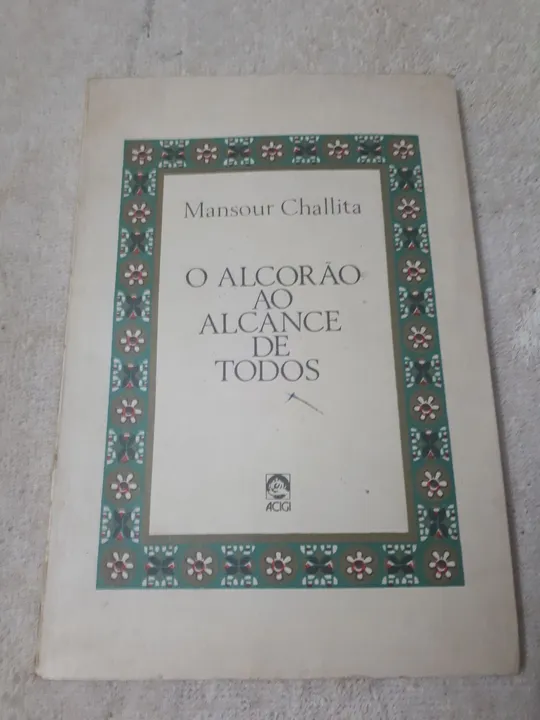 Mansour Challita
O ALCORÃO
AO
ALCANCE
DE
TODOS
ACIGI